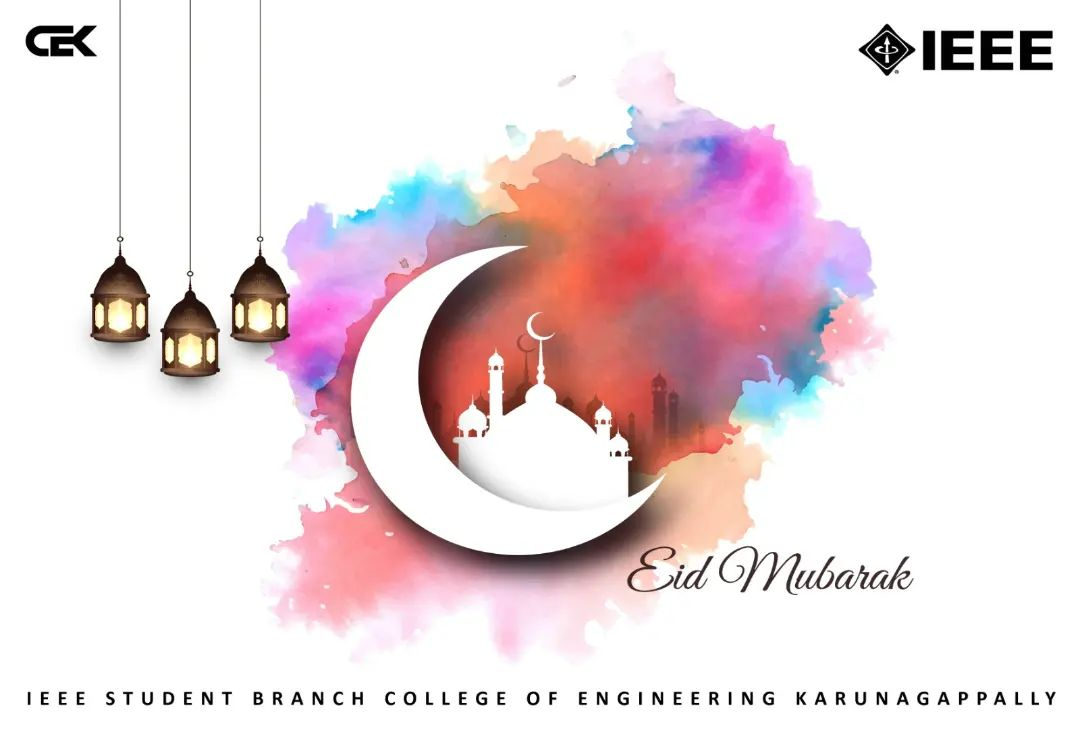 CEK
IEEE
Eid Mubarak
IEEE STUDENT BRANCH COLLEGE OF ENGINEERING KARUNAGAPPALLY